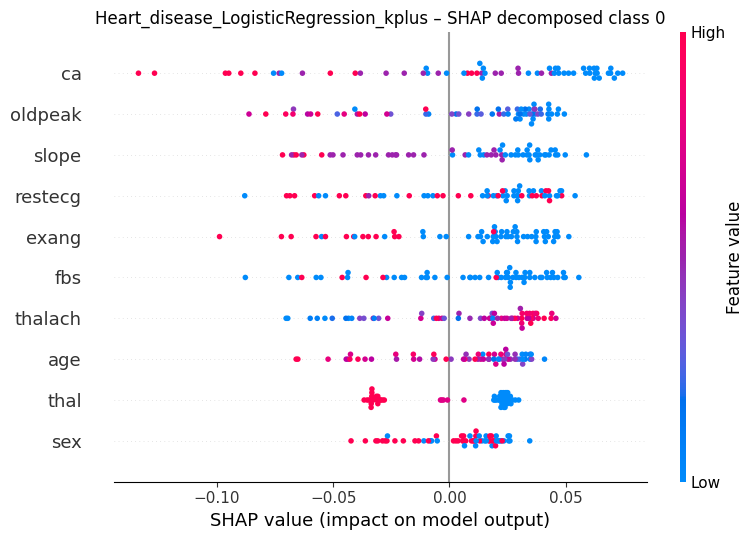 Heart_disease_LogisticRegression_kplus – SHAP decomposed class 0
High
ca
oldpeak
slope
restecg
exang
fbs
thalach
age
thal
sex
Feature value
Low
−0.10
−0.05
0.00
0.05
SHAP value (impact on model output)